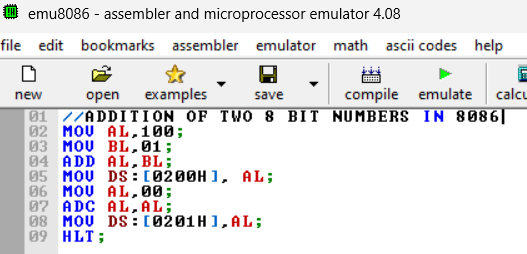 emu8086 - assembler and microprocessor emulator 4.08
file edit bookmarks assembler emulator math ascii codes help
new open examples save compile emulate
01 //ADDITION OF TWO 8 BIT NUMBERS IN 8086
02 MOV AL,100;
03 MOV BL,01;
04 ADD AL,BL;
05 MOV DS:[0200H], AL;
06 MOV AL,00;
07 ADC AL,AL;
08 MOV DS:[0201H],AL;
09 HLT;